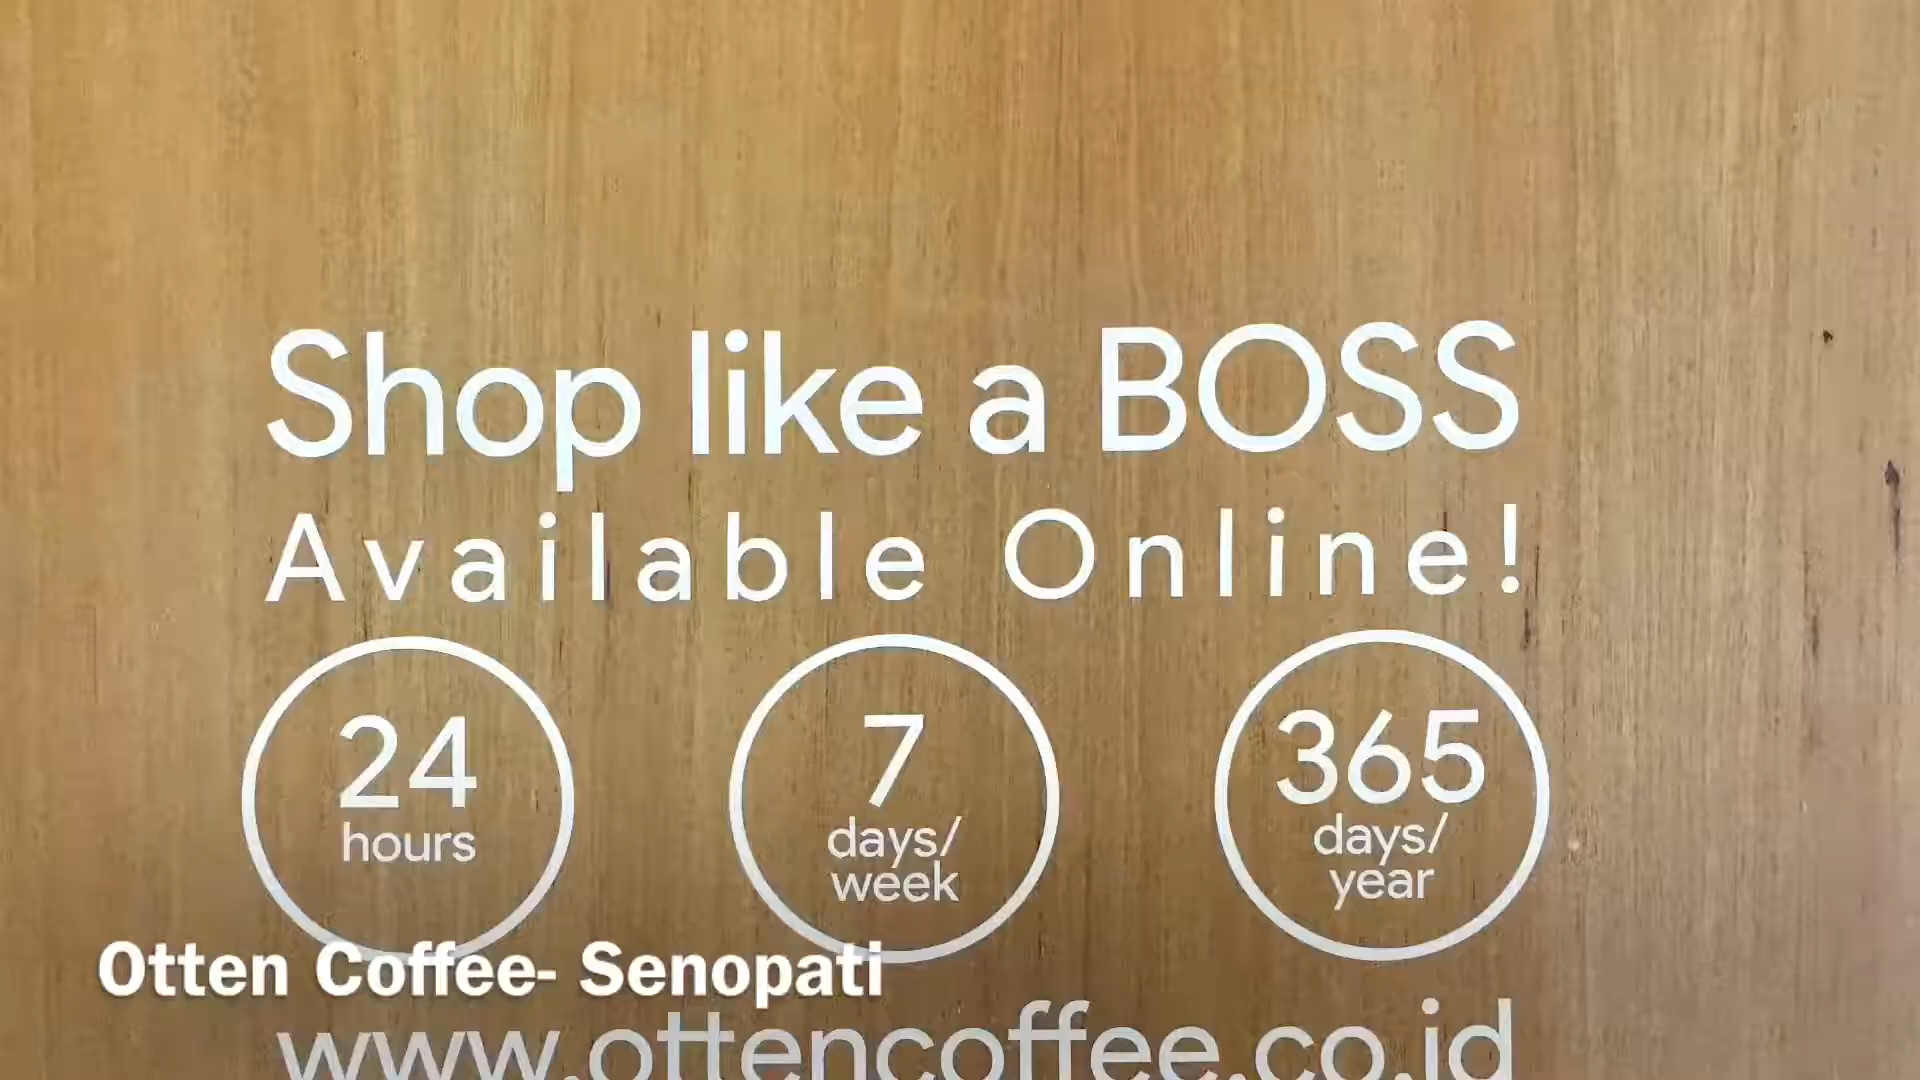 Shop like a BOSS
Available Online!
24
hours
7
days/
week
365
days/
year
Otten Coffee- Senopati
www.ottencoffee.co.id